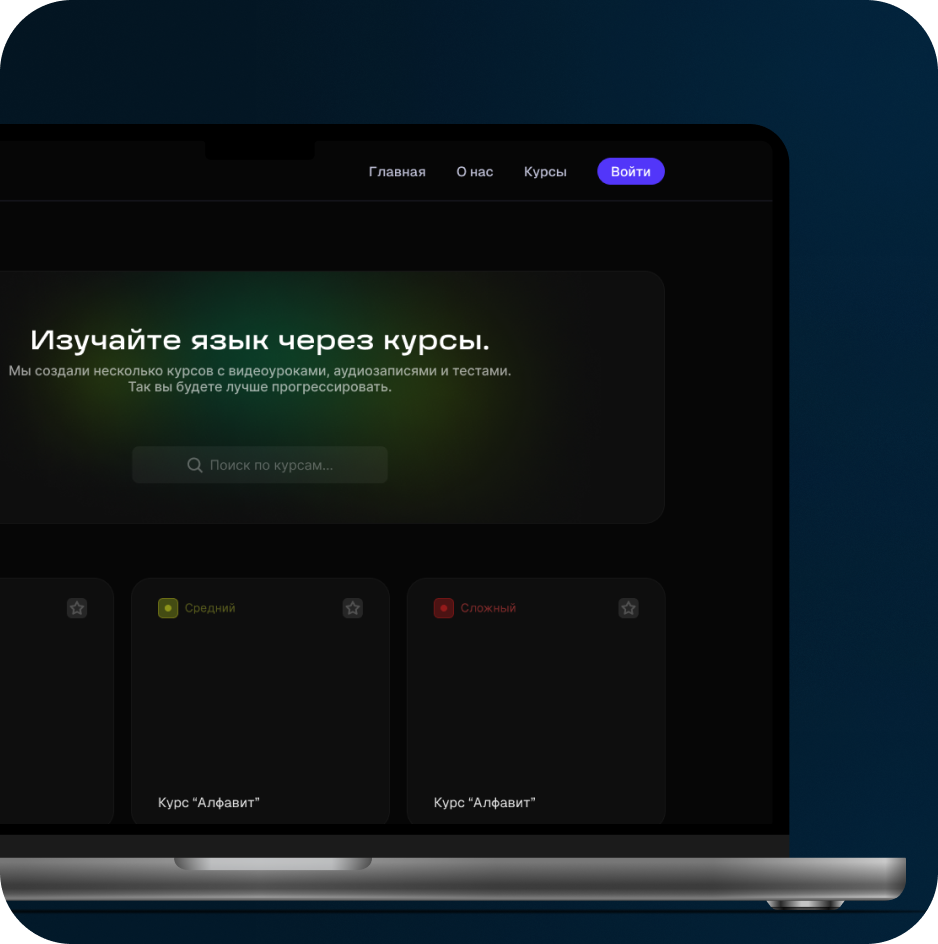 Главная О нас Курсы Войти
Изучайте язык через курсы.
Мы создали несколько курсов с видеоуроками, аудиозаписями и тестами.
Так вы будете лучше прогрессировать.
Поиск по курсам...
Средний Сложный
Курс “Алфавит” Курс “Алфавит”